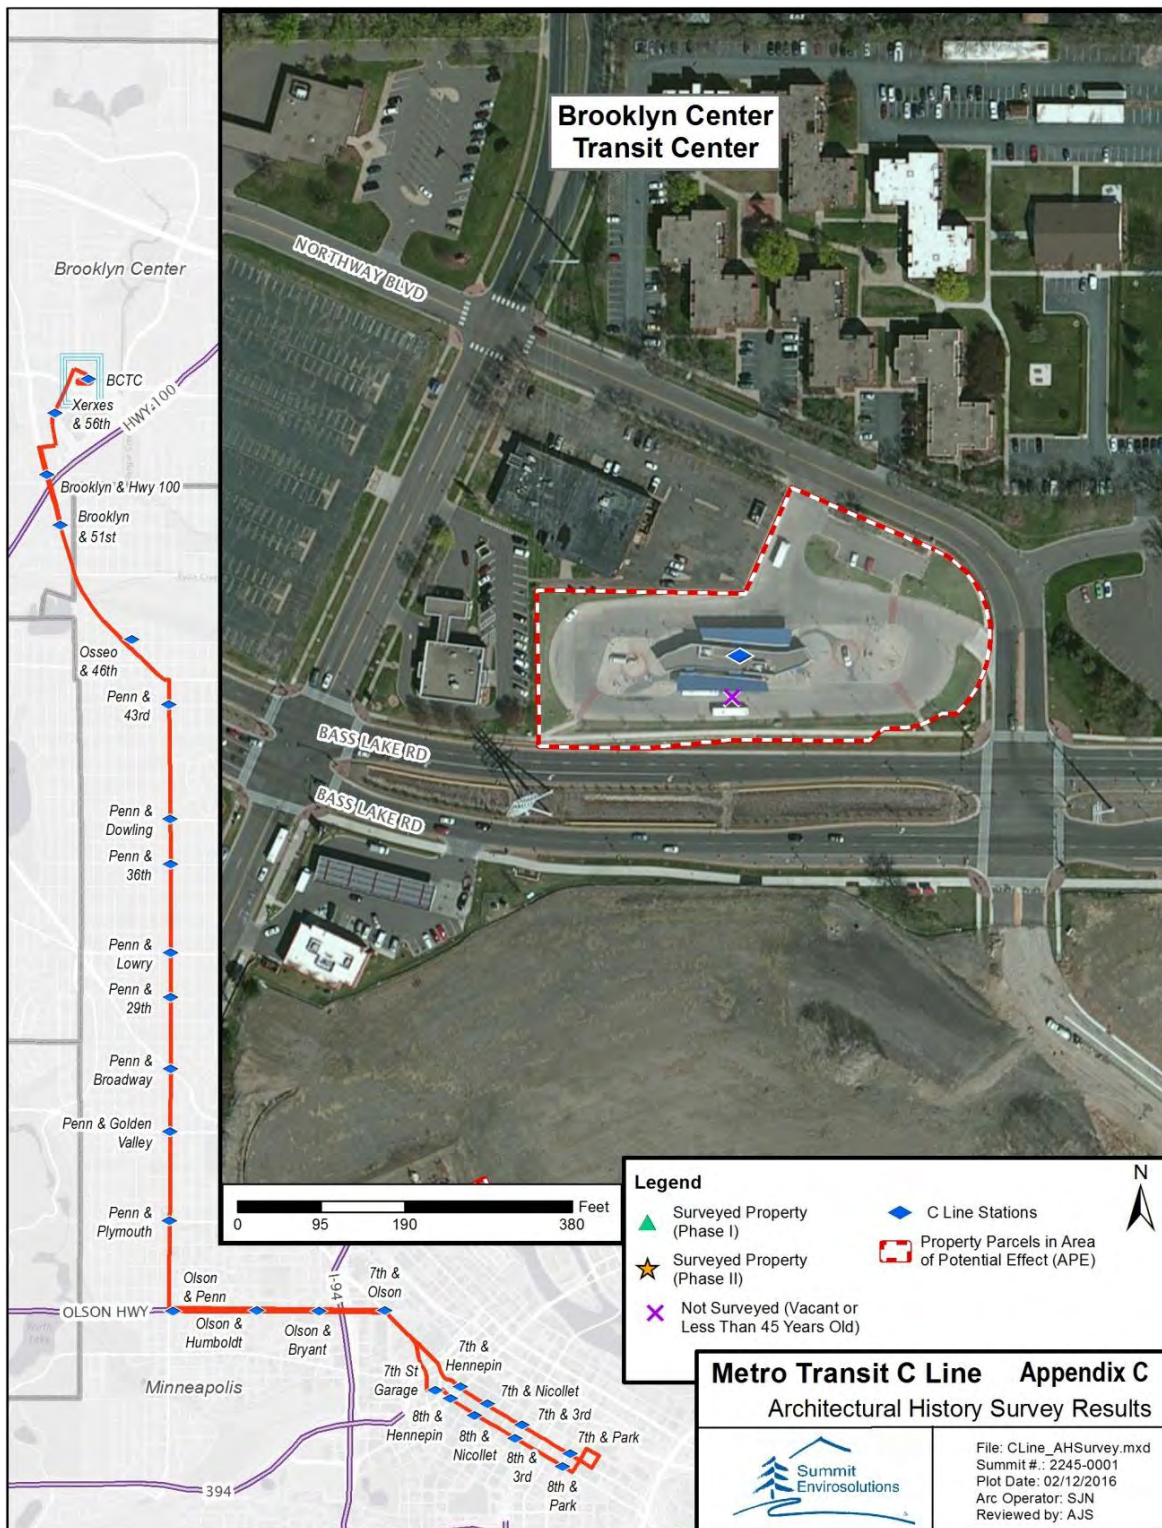 Brooklyn Center
Transit Center
NORTHWAY BLVD
BASS LAKE RD
BASS LAKE RD
Brooklyn Center
BCTC
Xerxes
& 56th
HWY 100
Brooklyn & Hwy 100
Brooklyn
& 51st
Osseo
& 46th
Penn &
43rd
Penn &
Dowling
Penn &
36th
Penn &
Lowry
Penn &
29th
Penn &
Broadway
Penn & Golden
Valley
Penn &
Plymouth
Olson
& Penn
OLSON HWY
Olson
& Humboldt
Olson &
Bryant
I-94
7th &
Olson
Minneapolis
7th &
Hennepin
7th St
Garage
7th & Nicollet
8th &
Hennepin
7th & 3rd
8th &
Nicollet
7th & Park
8th &
3rd
8th &
Park
394
Feet
0 95 190 380
Legend
Surveyed Property
(Phase I)
Surveyed Property
(Phase II)
Not Surveyed (Vacant or
Less Than 45 Years Old)
C Line Stations
Property Parcels in Area
of Potential Effect (APE)
N
Metro Transit C Line Appendix C
Architectural History Survey Results
Summit
Envirosolutions
File: CLine_AHSurvey.mxd
Summit #.: 2245-0001
Plot Date: 02/12/2016
Arc Operator: SJN
Reviewed by: AJS